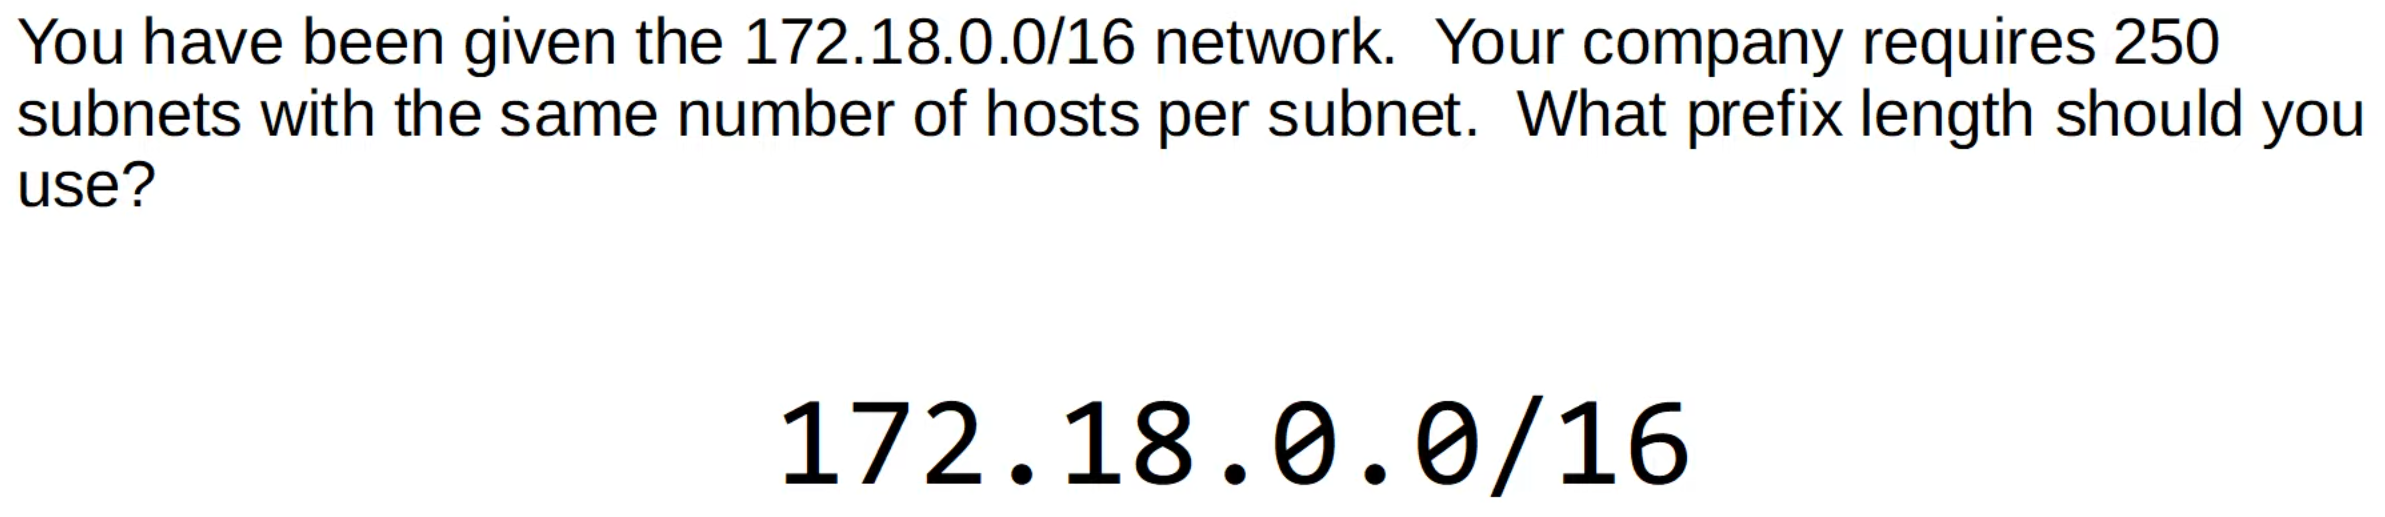 You have been given the 172.18.0.0/16 network.  Your company requires 250
subnets with the same number of hosts per subnet.  What prefix length should you
use?
172.18.0.0/16